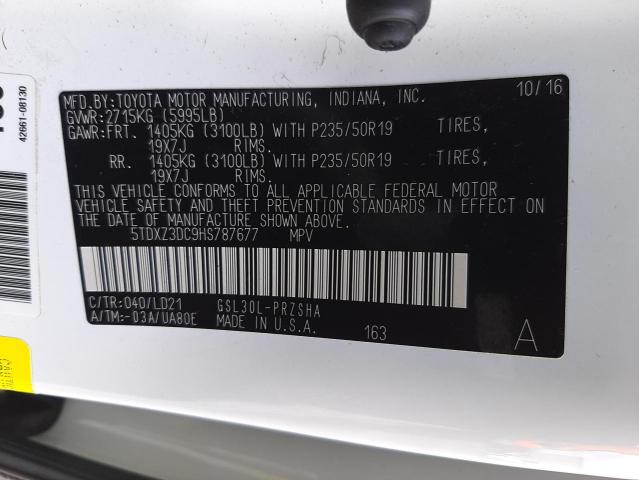 MFD.BY:TOYOTA MOTOR MANUFACTURING, INDIANA, INC. 10/16
GVWR:2715KG (5995LB)
GAWR:FRT. 1405KG (3100LB) WITH P235/50R19 TIRES,
19X7J RIMS.
RR. 1405KG (3100LB) WITH P235/50R19 TIRES,
19X7J RIMS.
THIS VEHICLE CONFORMS TO ALL APPLICABLE FEDERAL MOTOR
VEHICLE SAFETY AND THEFT PREVENTION STANDARDS IN EFFECT ON
THE DATE OF MANUFACTURE SHOWN ABOVE.
5TDXZ3DC9HS787677 MPV
C/TR:040/LD21 GSL30L-PRZSHA
A/TM:-03A/UA80E MADE IN U.S.A. 163 A
42661-08130